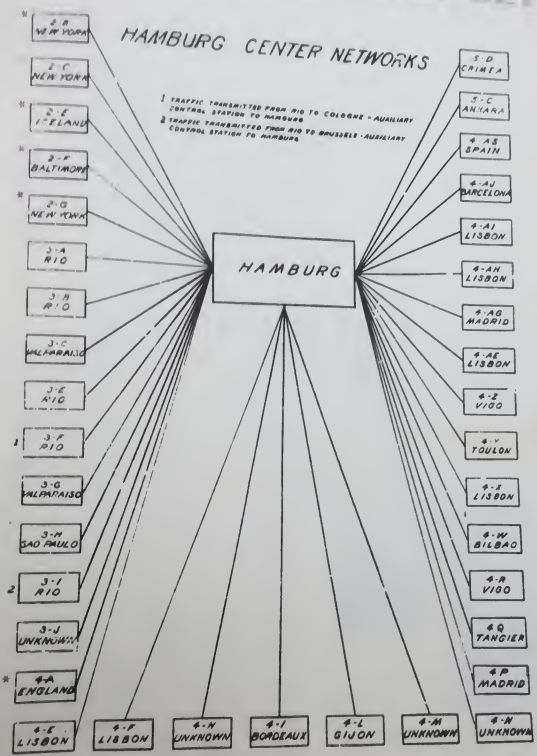 HAMBURG CENTER NETWORKS
1 TRAFFIC TRANSMITTED FROM RIO TO COLOGNE - AUXILIARY
CONTROL STATION TO HAMBURG
2 TRAFFIC TRANSMITTED FROM RIO TO BRUSSELS - AUXILIARY
CONTROL STATION TO HAMBURG
* 2-B
NEW YORK
2-C
NEW YORK
* 2-E
ICELAND
* 2-F
BALTIMORE
* 2-G
NEW YORK
3-A
RIO
3-B
RIO
3-C
VALPARAISO
3-E
RIO
1 3-F
RIO
3-G
VALPARAISO
3-H
SAO PAULO
2 3-I
RIO
3-J
UNKNOWN
* 4-A
ENGLAND
4-E
LISBON
HAMBURG
4-F
LISBON
4-H
UNKNOWN
4-I
BORDEAUX
4-L
GIJON
4-M
UNKNOWN
5-D
CRIMEA
5-C
ANKARA
4-AS
SPAIN
4-AJ
BARCELONA
4-AI
LISBON
4-AH
LISBON
4-AG
MADRID
4-AE
LISBON
4-Z
VIGO
4-Y
TOULON
4-X
LISBON
4-W
BILBAO
4-R
VIGO
4-Q
TANGIER
4-P
MADRID
4-N
UNKNOWN